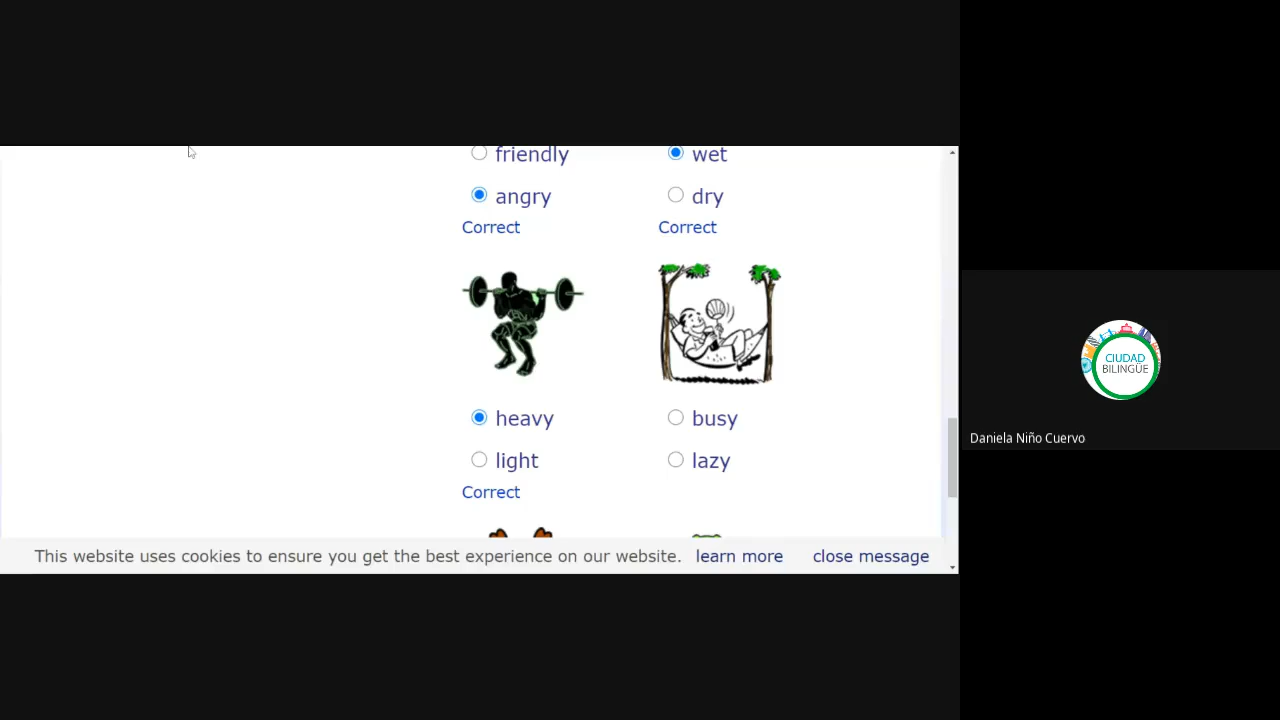 friendly
wet
angry
dry
Correct
Correct
heavy
busy
light
lazy
Correct
This website uses cookies to ensure you get the best experience on our website. learn more close message
CIUDAD
BILINGÜE
Daniela Niño Cuervo